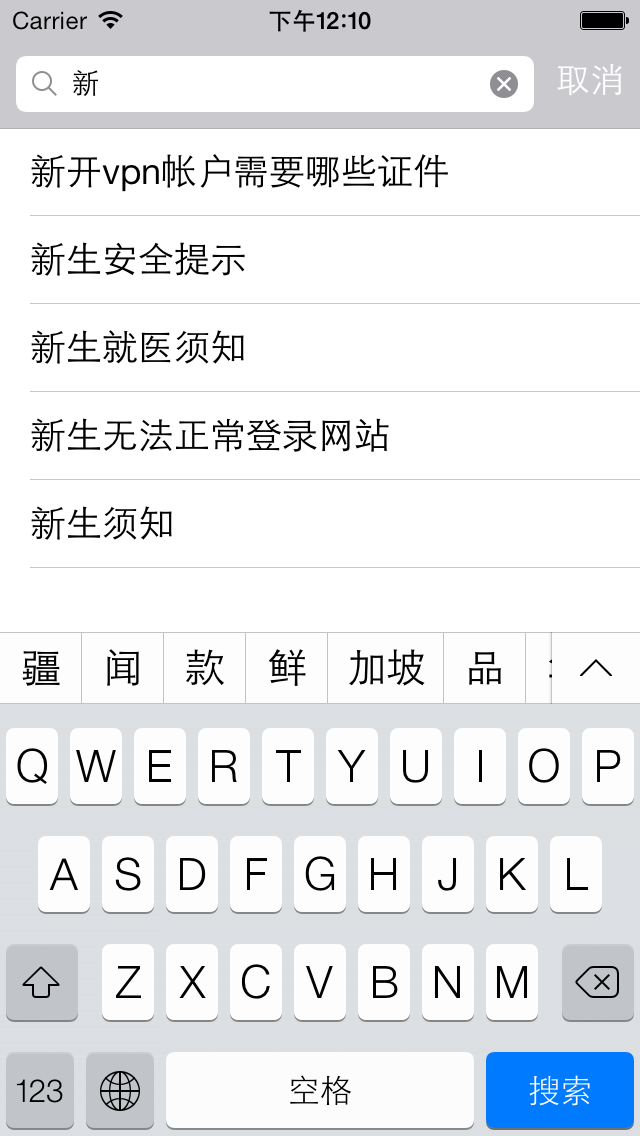 Carrier 下午12:10
新 取消
新开vpn帐户需要哪些证件
新生安全提示
新生就医须知
新生无法正常登录网站
新生须知
疆 闻 款 鲜 加坡 品
Q W E R T Y U I O P
A S D F G H J K L
Z X C V B N M
123 空格 搜索